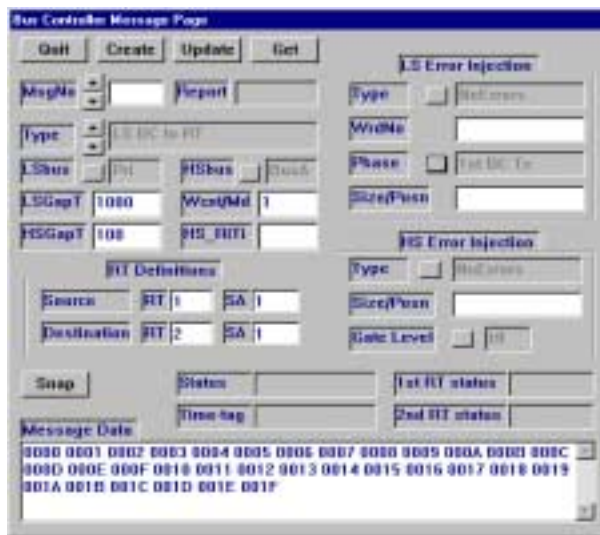 Bus Controller Message Page
Quit Create Update Get
LS Error Injection
MsgNo Report
Type NoErrors
WrdNo
Type LS BC to RT
Phase 1st BC Tx
LSbus Pri HSbus BusA
Size/Posn
LSGapT 1000 Wcnt/Md 1
HSGapT 100
HS Error Injection
RT Definitions
Type NoErrors
Source RT 1 SA 1
Size/Posn
Destination RT 2 SA 1
Gate Level
Snap Status 1st RT status
Time tag 2nd RT status
Message Data
0000 0001 0002 0003 0004 0005 0006 0007 0008 0009 000A 000B 000C
000D 000E 000F 0010 0011 0012 0013 0014 0015 0016 0017 0018 0019
001A 001B 001C 001D 001E 001F